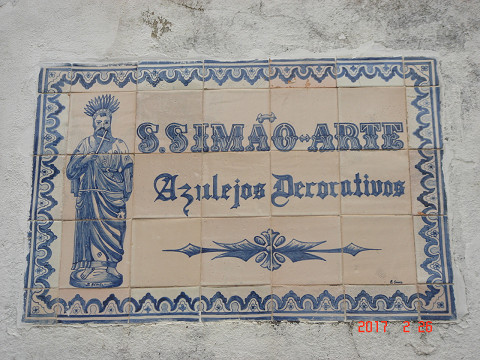 S. SIMÃO-ARTE
Azulejos Decorativos
2017 2 26